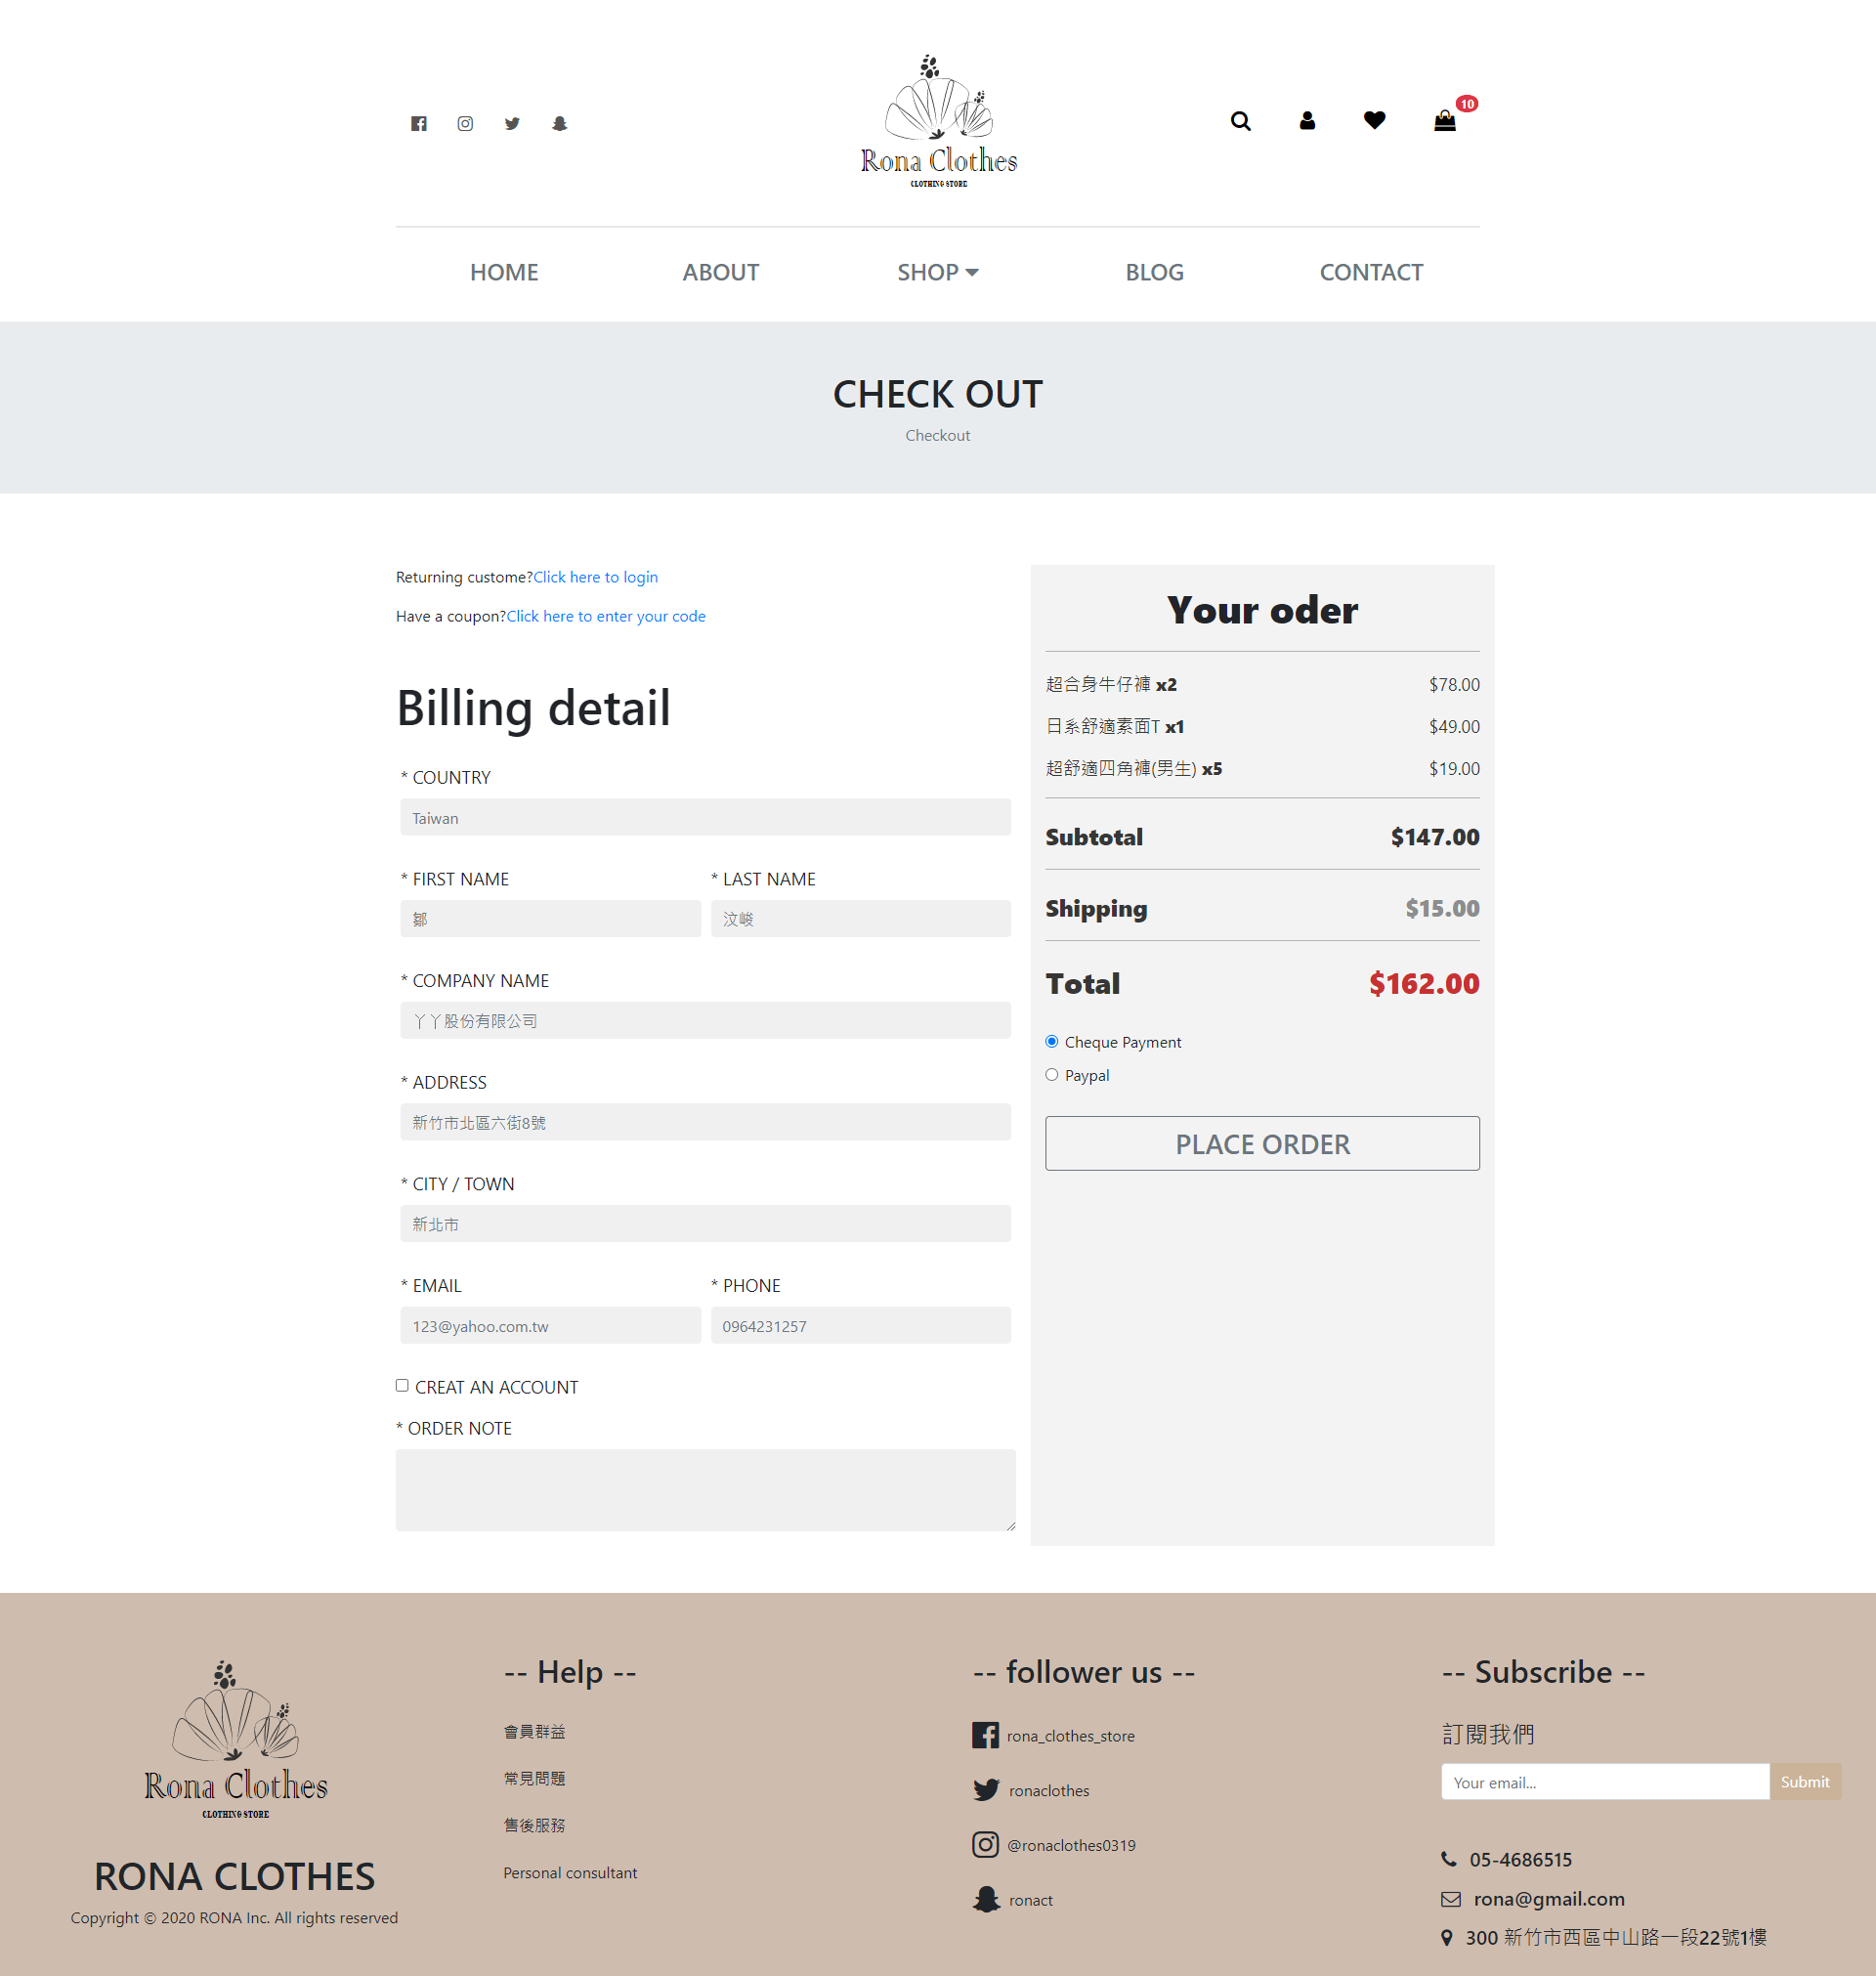 10
Rona Clothes
CLOTHING STORE
HOME ABOUT SHOP BLOG CONTACT
CHECK OUT
Checkout
Returning custome?Click here to login
Have a coupon?Click here to enter your code
Billing detail
* COUNTRY
Taiwan
* FIRST NAME * LAST NAME
鄒 汶峻
* COMPANY NAME
丫丫股份有限公司
* ADDRESS
新竹市北區六街8號
* CITY / TOWN
新北市
* EMAIL * PHONE
123@yahoo.com.tw 0964231257
CREAT AN ACCOUNT
* ORDER NOTE
Your oder
超合身牛仔褲 x2 $78.00
日系舒適素面T x1 $49.00
超舒適四角褲(男生) x5 $19.00
Subtotal $147.00
Shipping $15.00
Total $162.00
Cheque Payment
Paypal
PLACE ORDER
Rona Clothes
CLOTHING STORE
RONA CLOTHES
Copyright © 2020 RONA Inc. All rights reserved
-- Help --
會員群益
常見問題
售後服務
Personal consultant
-- follower us --
rona_clothes_store
ronaclothes
@ronaclothes0319
ronact
-- Subscribe --
訂閱我們
Your email... Submit
05-4686515
rona@gmail.com
300 新竹市西區中山路一段22號1樓